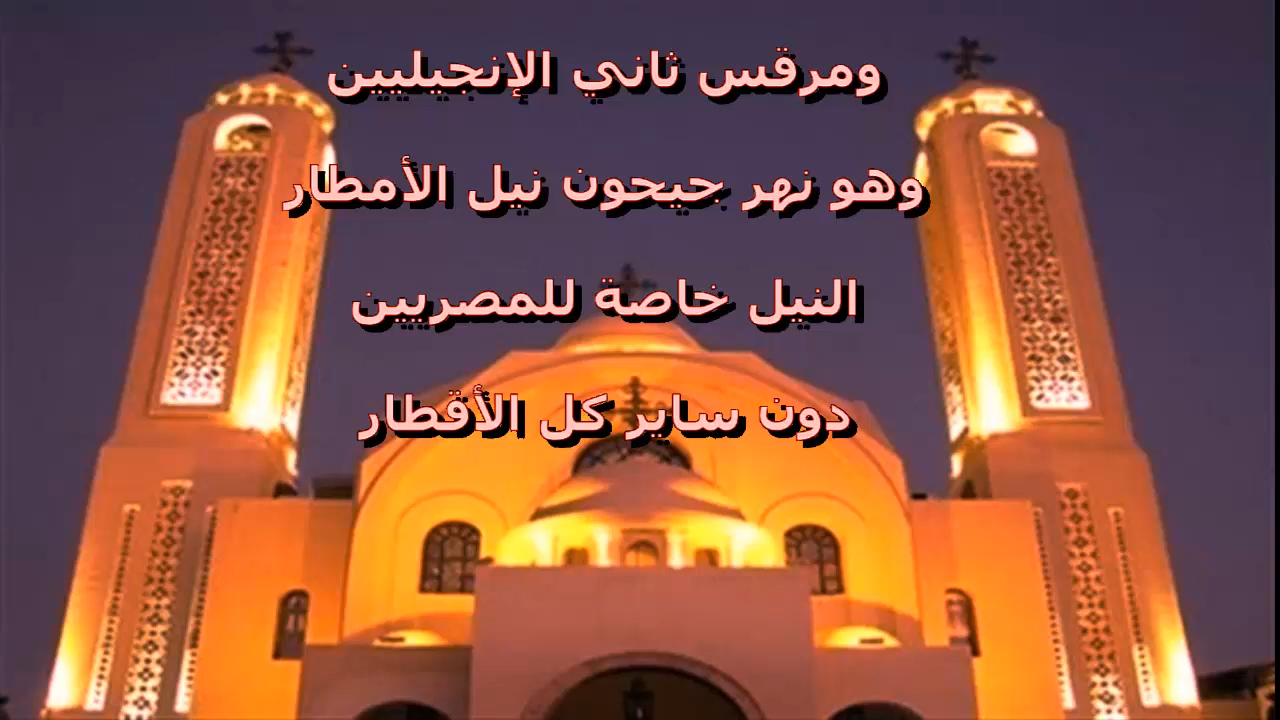 ومرقس ثاني الإنجيليين
وهو نهر جيحون نيل الأمطار
النيل خاصة للمصريين
دون ساير كل الأقطار